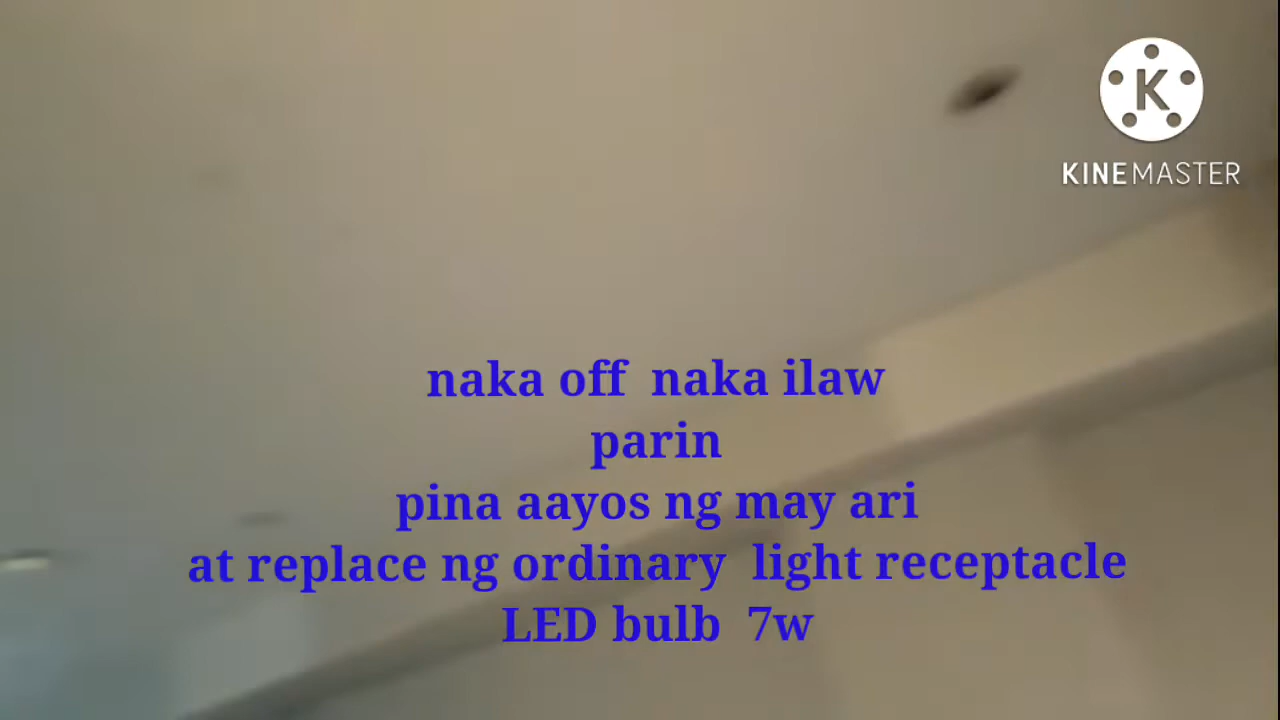 K
KINEMASTER
naka off naka ilaw
parin
pina aayos ng may ari
at replace ng ordinary light receptacle
LED bulb 7w